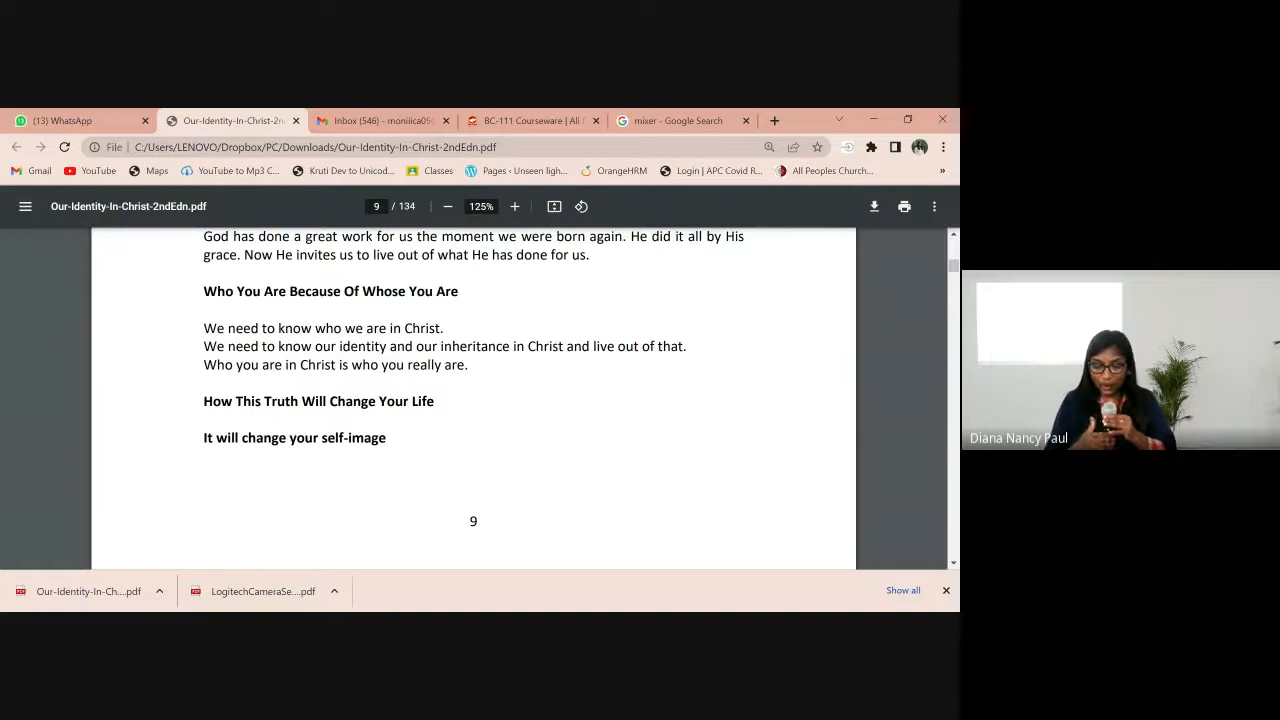 (13) WhatsApp
Our-Identity-In-Christ-2n
Inbox (546) - moniiica05
BC-111 Courseware | All
mixer - Google Search
File
C:/Users/LENOVO/Dropbox/PC/Downloads/Our-Identity-In-Christ-2ndEdn.pdf
Gmail
YouTube
Maps
YouTube to Mp3 C...
Kruti Dev to Unicod...
Classes
Pages - Unseen ligh...
OrangeHRM
Login | APC Covid R...
All Peoples Church...
»
Our-Identity-In-Christ-2ndEdn.pdf
9 / 134
125%
God has done a great work for us the moment we were born again. He did it all by His
grace. Now He invites us to live out of what He has done for us.
Who You Are Because Of Whose You Are
We need to know who we are in Christ.
We need to know our identity and our inheritance in Christ and live out of that.
Who you are in Christ is who you really are.
How This Truth Will Change Your Life
It will change your self-image
9
Our-Identity-In-Ch....pdf
LogitechCameraSe....pdf
Show all
Diana Nancy Paul